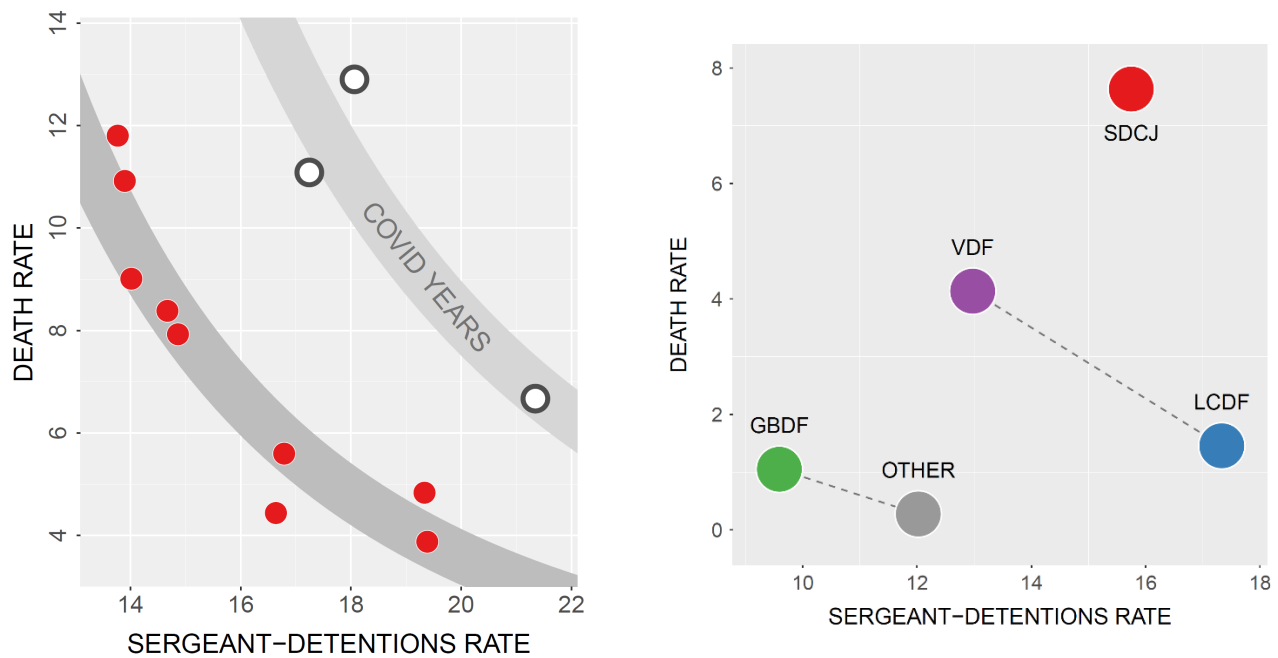 14
12
10
8
6
4
DEATH RATE
COVID YEARS
14 16 18 20 22
SERGEANT−DETENTIONS RATE
8
6
4
2
0
DEATH RATE
SDCJ
VDF
LCDF
GBDF
OTHER
10 12 14 16 18
SERGEANT−DETENTIONS RATE